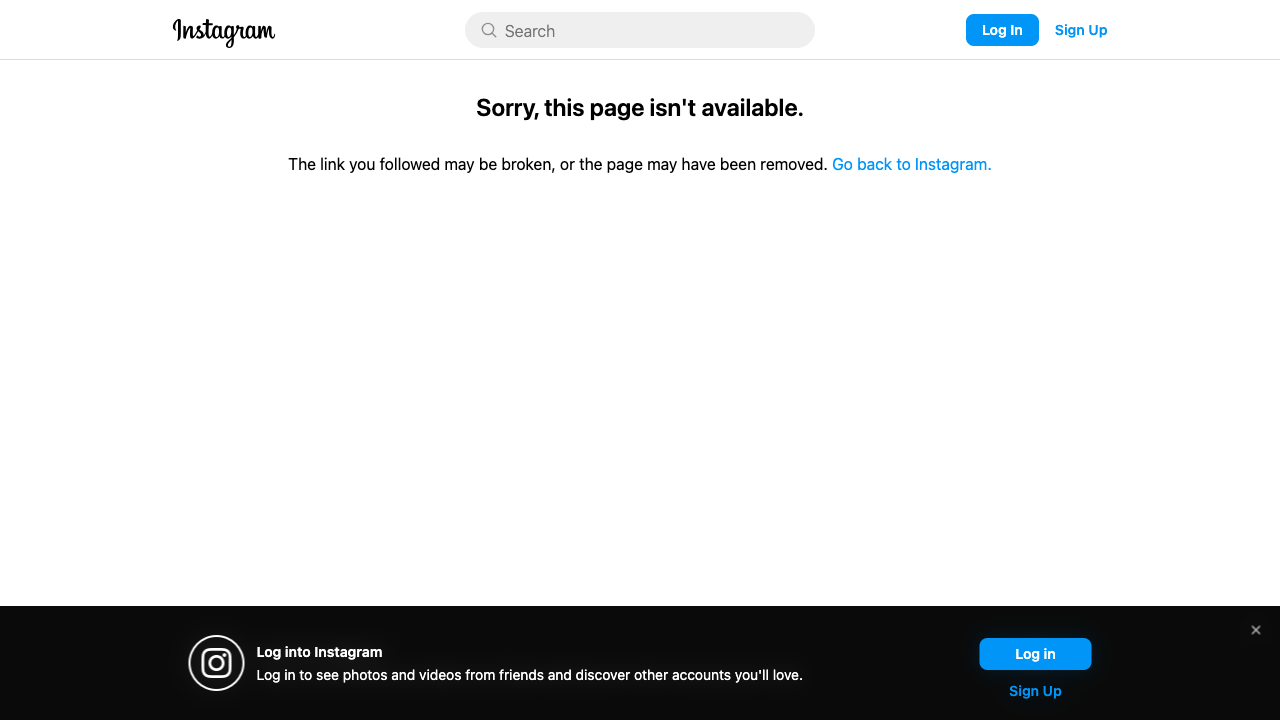 Instagram
Search
Log In
Sign Up
Sorry, this page isn't available.
The link you followed may be broken, or the page may have been removed. Go back to Instagram.
Log into Instagram
Log in to see photos and videos from friends and discover other accounts you'll love.
Log in
Sign Up